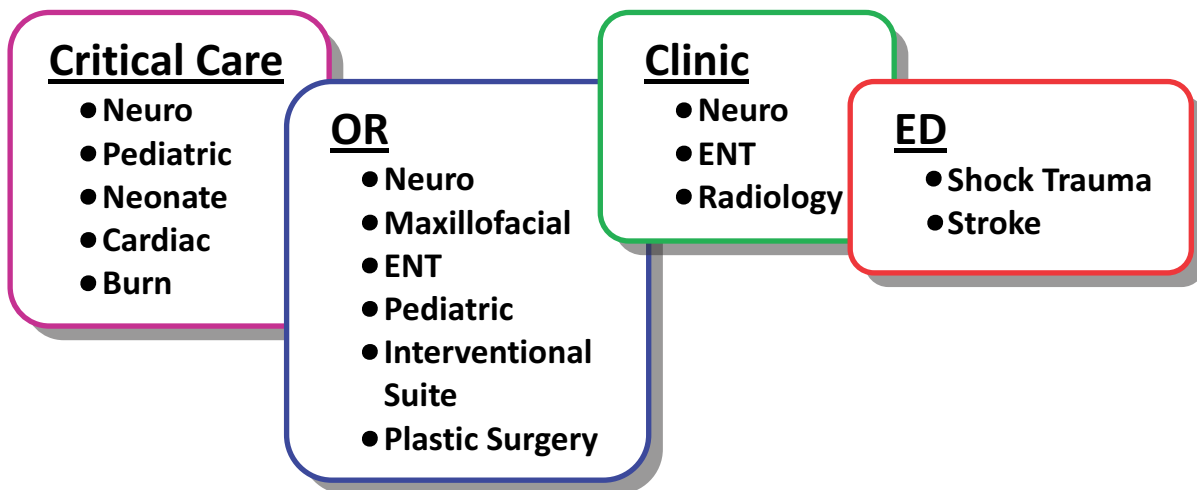 Critical Care
● Neuro
● Pediatric
● Neonate
● Cardiac
● Burn
OR
● Neuro
● Maxillofacial
● ENT
● Pediatric
● Interventional
Suite
● Plastic Surgery
Clinic
● Neuro
● ENT
● Radiology
ED
● Shock Trauma
● Stroke